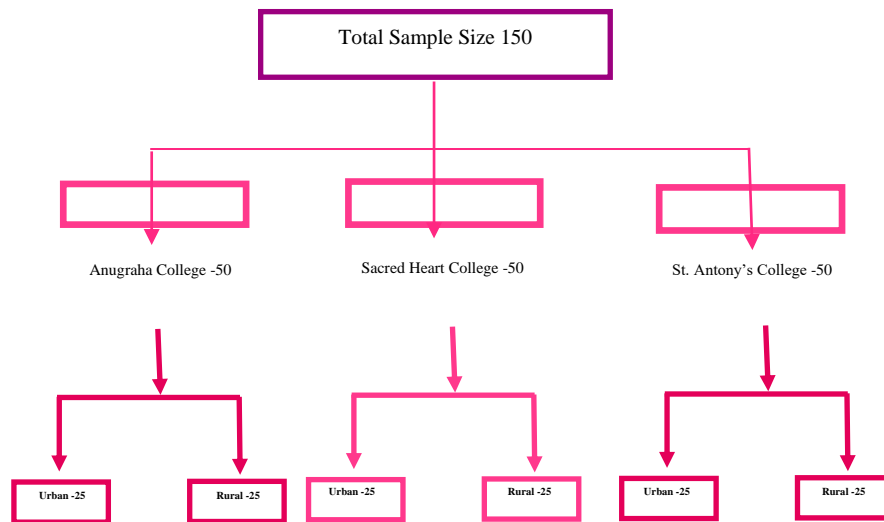 Total Sample Size 150
Anugraha College -50
Sacred Heart College -50
St. Antony’s College -50
Urban -25
Rural -25
Urban -25
Rural -25
Urban -25
Rural -25